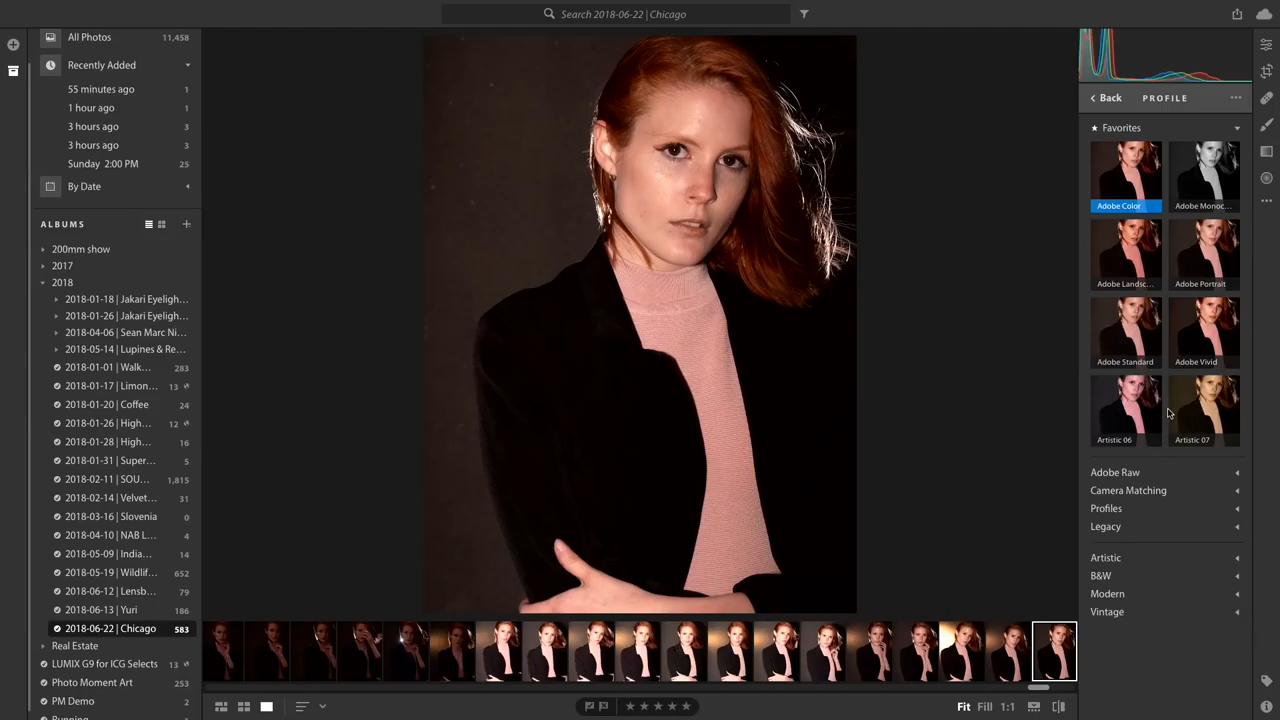 Search 2018-06-22 | Chicago
All Photos 11,458
Recently Added
55 minutes ago 1
1 hour ago 1
3 hours ago 3
3 hours ago 3
Sunday 2:00 PM 25
By Date
ALBUMS
200mm show
2017
2018
2018-01-18 | Jakari Eyeligh...
2018-01-26 | Jakari Eyeligh...
2018-04-06 | Sean Marc Ni...
2018-05-14 | Lupines & Re...
2018-01-01 | Walk... 283
2018-01-17 | Limon... 13
2018-01-20 | Coffee 24
2018-01-26 | High... 12
2018-01-28 | High... 16
2018-01-31 | Super... 5
2018-02-11 | SOU... 1,815
2018-02-14 | Velvet... 31
2018-03-16 | Slovenia 0
2018-04-10 | NAB L... 4
2018-05-09 | India... 14
2018-05-19 | Wildlif... 652
2018-06-12 | Lensb... 79
2018-06-13 | Yuri 186
2018-06-22 | Chicago 583
Real Estate
LUMIX G9 for ICG Selects 13
Photo Moment Art 253
PM Demo 2
Running
Fit Fill 1:1
Back PROFILE
Favorites
Adobe Color Adobe Monoc...
Adobe Landsc... Adobe Portrait
Adobe Standard Adobe Vivid
Artistic 06 Artistic 07
Adobe Raw
Camera Matching
Profiles
Legacy
Artistic
B&W
Modern
Vintage